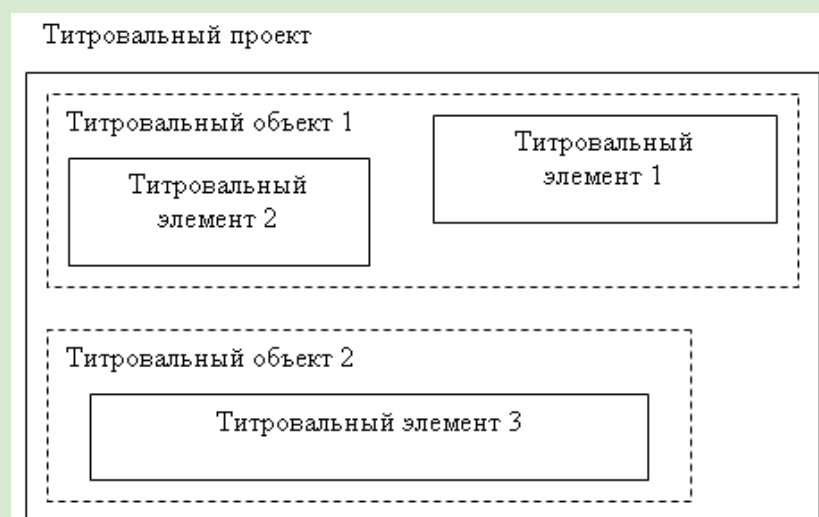 Титровальный проект
Титровальный объект 1
Титровальный
элемент 1
Титровальный
элемент 2
Титровальный объект 2
Титровальный элемент 3